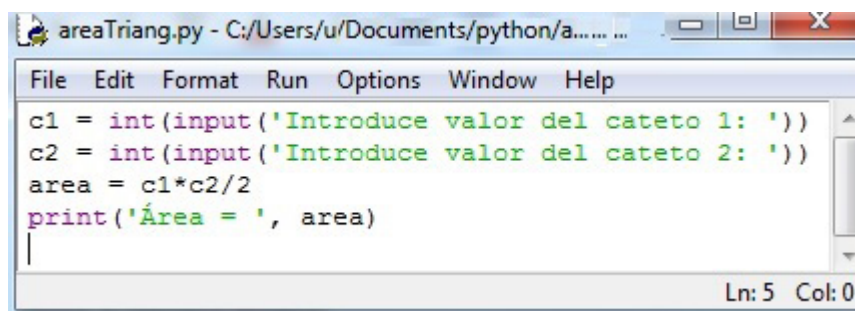 areaTriang.py - C:/Users/u/Documents/python/a... ...
File Edit Format Run Options Window Help
c1 = int(input('Introduce valor del cateto 1: '))
c2 = int(input('Introduce valor del cateto 2: '))
area = c1*c2/2
print('Área = ', area)
Ln: 5 Col: 0